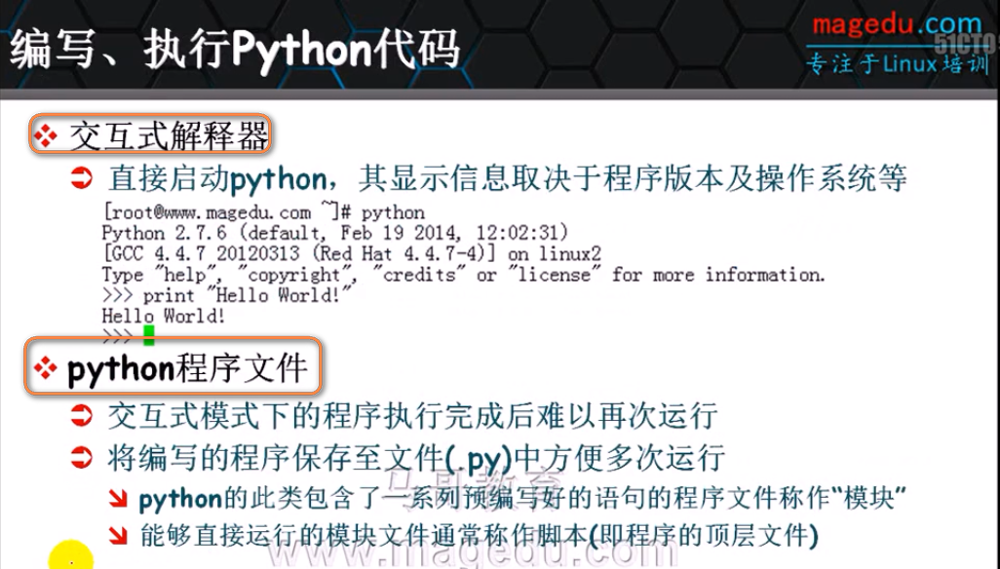 编写、执行Python代码
magedu.com
51CTO
专注于Linux培训
交互式解释器
直接启动python，其显示信息取决于程序版本及操作系统等
[root@www.magedu.com ~]# python
Python 2.7.6 (default, Feb 19 2014, 12:02:31)
[GCC 4.4.7 20120313 (Red Hat 4.4.7-4)] on linux2
Type "help", "copyright", "credits" or "license" for more information.
>>> print "Hello World!"
Hello World!
>>>
python程序文件
交互式模式下的程序执行完成后难以再次运行
将编写的程序保存至文件(.py)中方便多次运行
马哥教育
python的此类包含了一系列预编写好的语句的程序文件称作“模块”
能够直接运行的模块文件通常称作脚本(即程序的顶层文件)
www.magedu.com